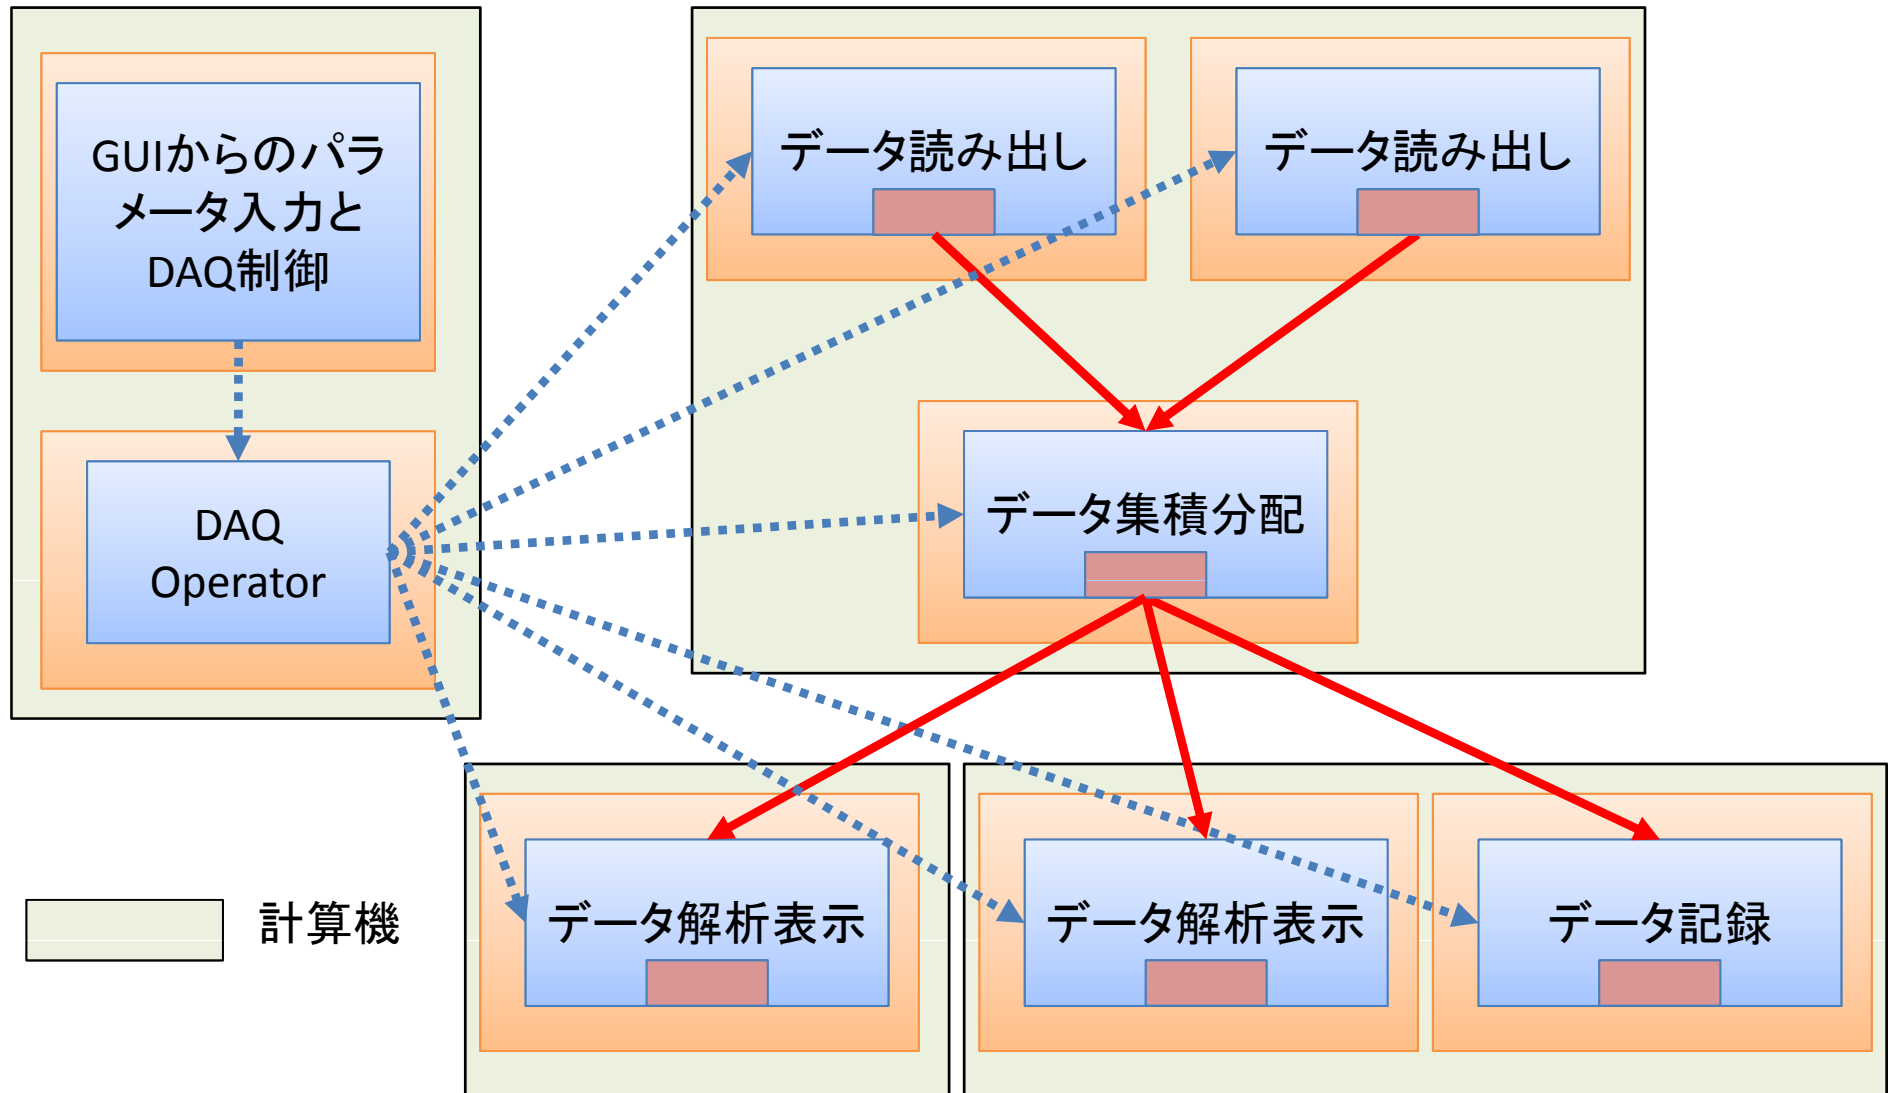 GUIからのパラ
メータ入力と
DAQ制御
DAQ
Operator
データ読み出し
データ読み出し
データ集積分配
データ解析表示
データ解析表示
データ記録
計算機